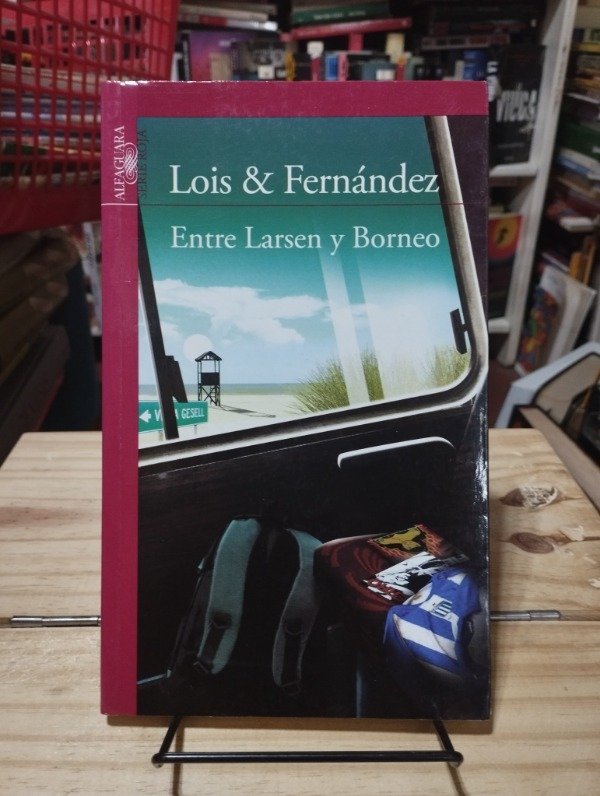 ALFAGUARA
SERIE ROJA
Lois & Fernández
Entre Larsen y Borneo
GESELL